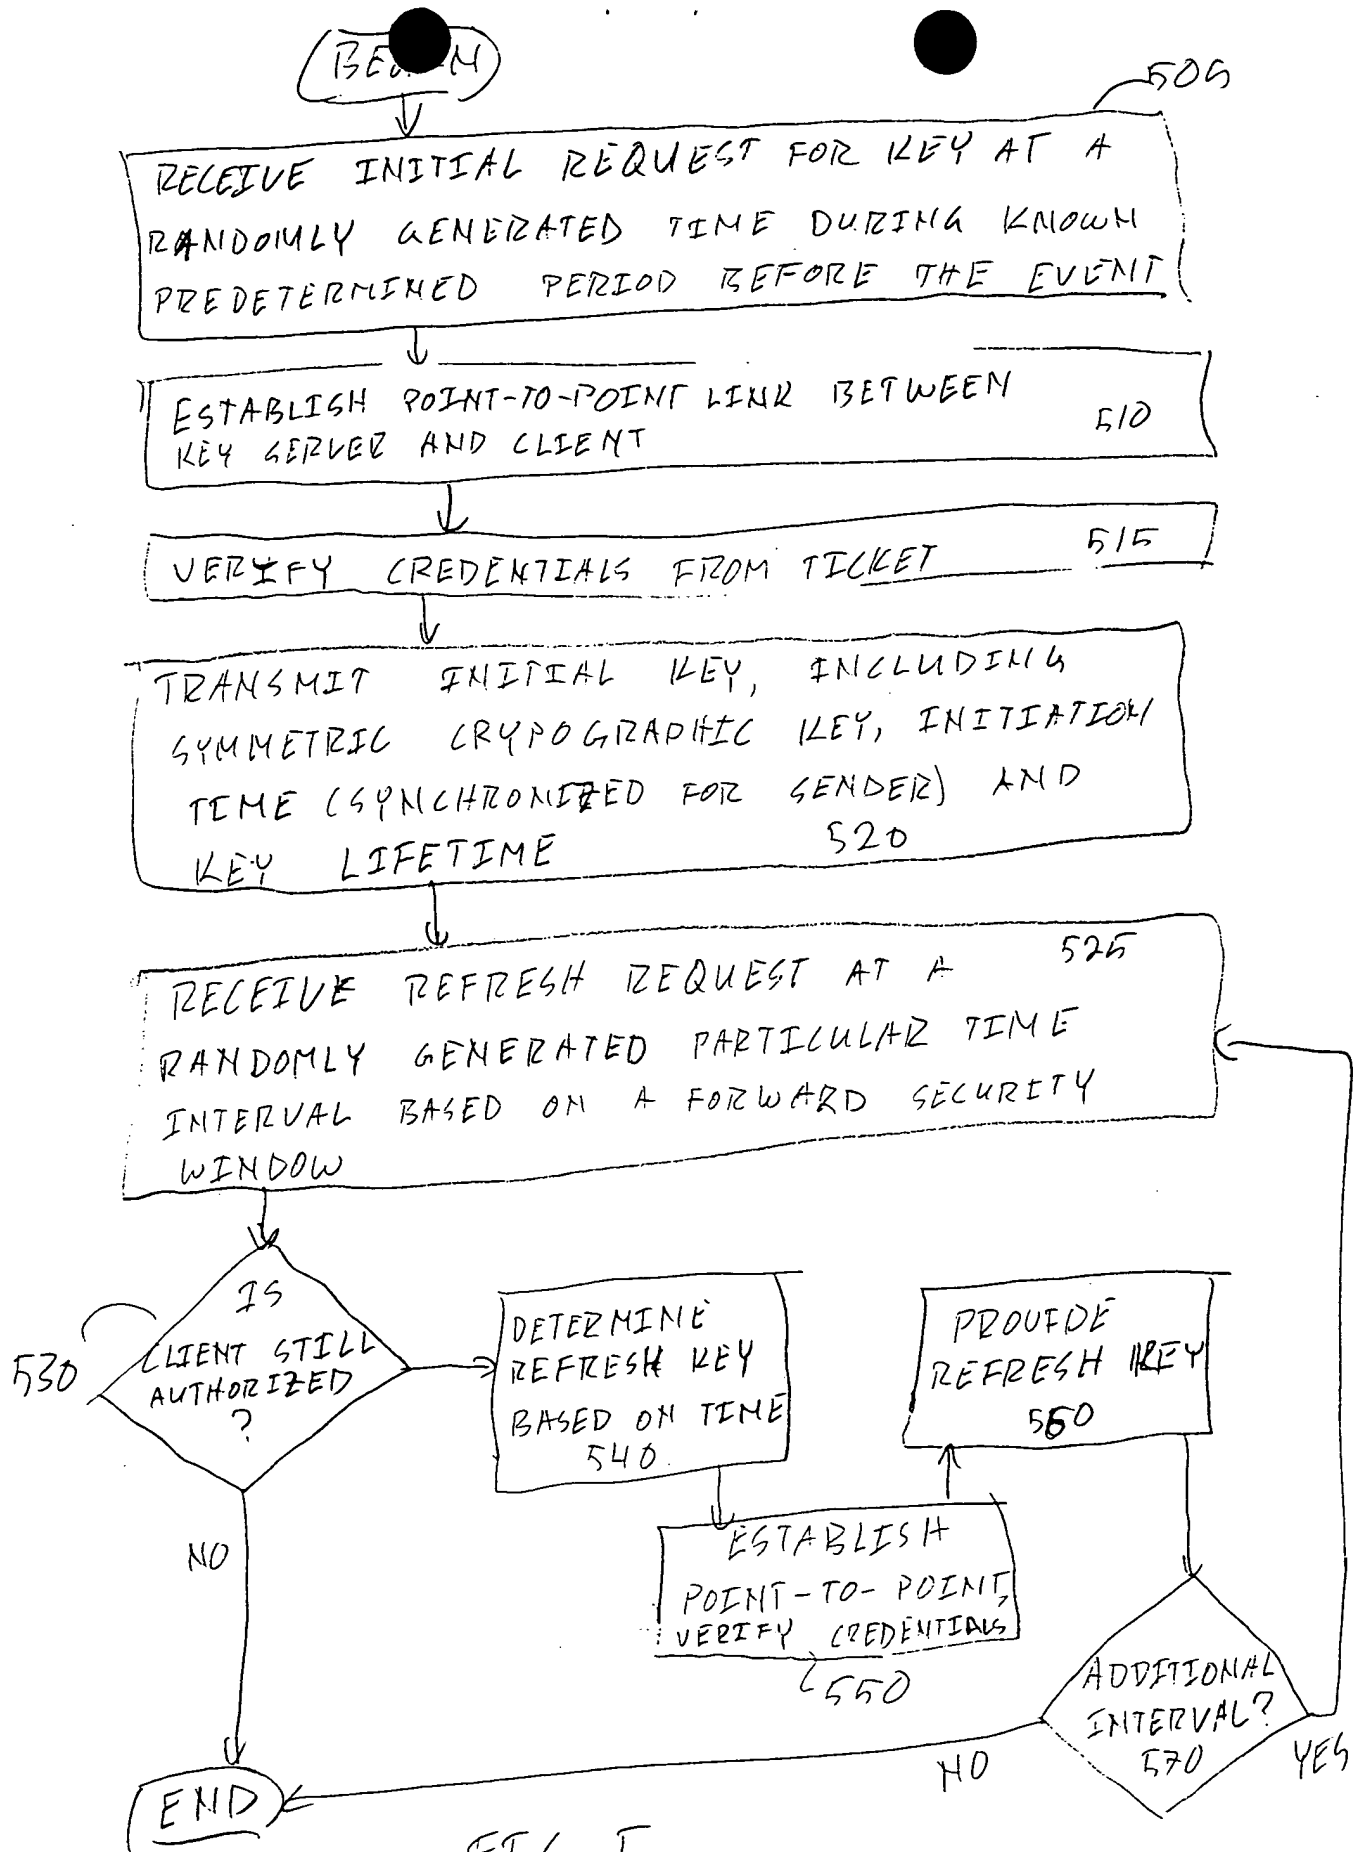 505
RECEIVE INITIAL REQUEST FOR KEY AT A
RANDOMLY GENERATED TIME DURING KNOWN
PREDETERMINED PERIOD BEFORE THE EVENT
ESTABLISH POINT-TO-POINT LINK BETWEEN
KEY SERVER AND CLIENT
510
VERIFY CREDENTIALS FROM TICKET
515
TRANSMIT INITIAL KEY, INCLUDING
SYMMETRIC CRYPOGRAPHIC KEY, INITIATION
TIME (SYNCHRONIZED FOR SENDER) AND
KEY LIFETIME
520
525
RECEIVE REFRESH REQUEST AT A
RANDOMLY GENERATED PARTICULAR TIME
INTERVAL BASED ON A FORWARD SECURITY
WINDOW
530
IS
CLIENT STILL
AUTHORIZED
?
NO
DETERMINE
REFRESH KEY
BASED ON TIME
540
ESTABLISH
POINT-TO-POINT,
VERIFY CREDENTIALS
550
PROVIDE
REFRESH KEY
560
ADDITIONAL
INTERVAL?
570
YES
NO
END